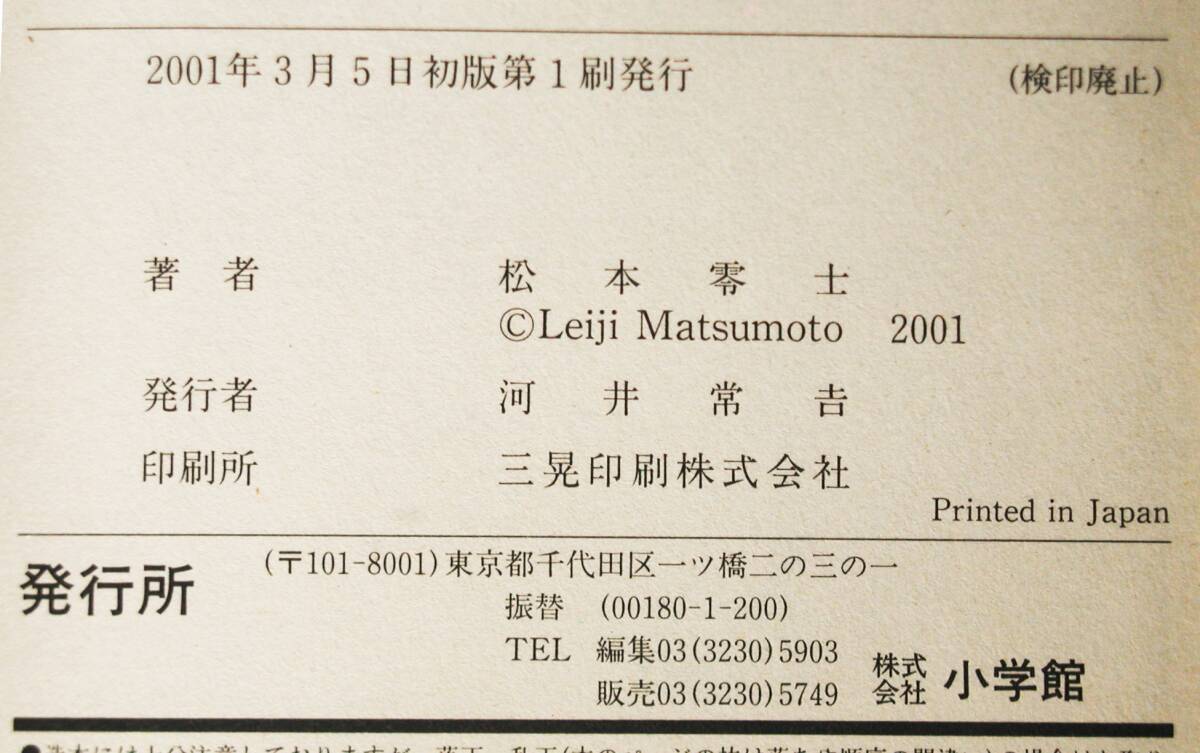 2001年3月5日初版第1刷発行 (検印廃止)
著者 松本零士
©Leiji Matsumoto 2001
発行者 河井常𠮷
印刷所 三晃印刷株式会社
Printed in Japan
(〒101-8001)東京都千代田区一ツ橋二の三の一
発行所
振替 (00180-1-200)
TEL 編集03(3230)5903
販売03(3230)5749
株式会社 小学館